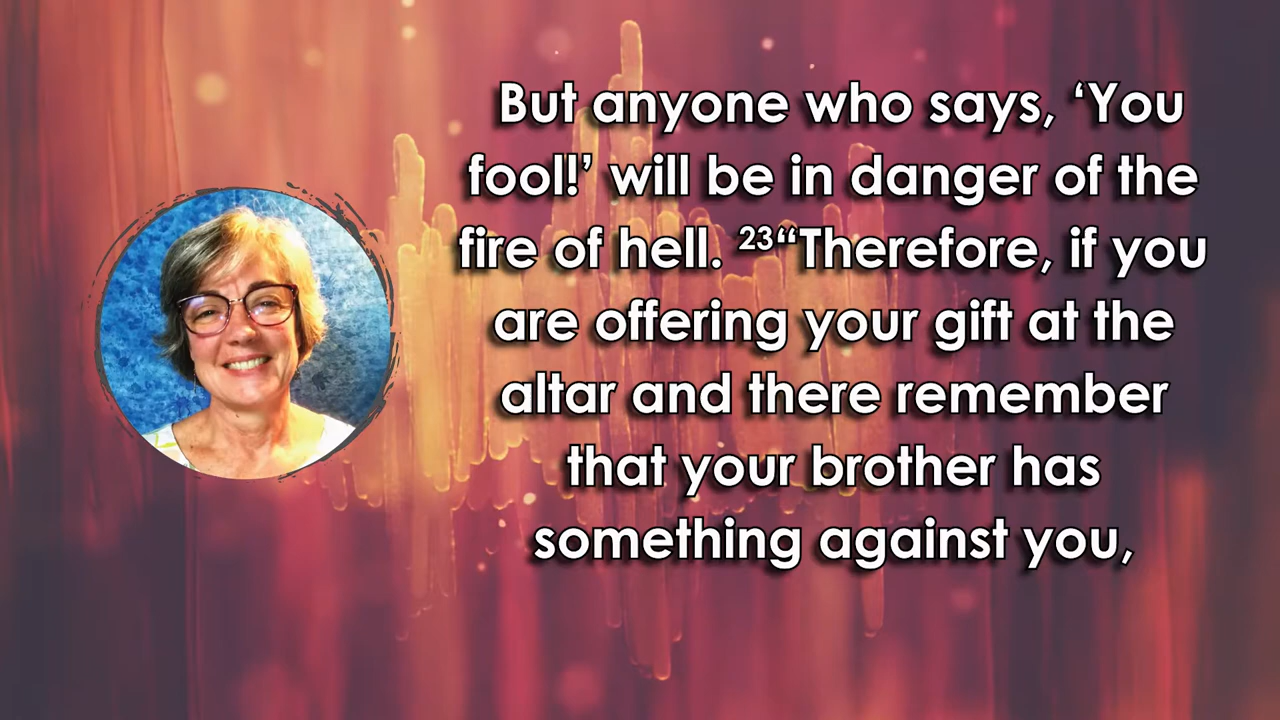 But anyone who says, ‘You
fool!’ will be in danger of the
fire of hell. ²³“Therefore, if you
are offering your gift at the
altar and there remember
that your brother has
something against you,